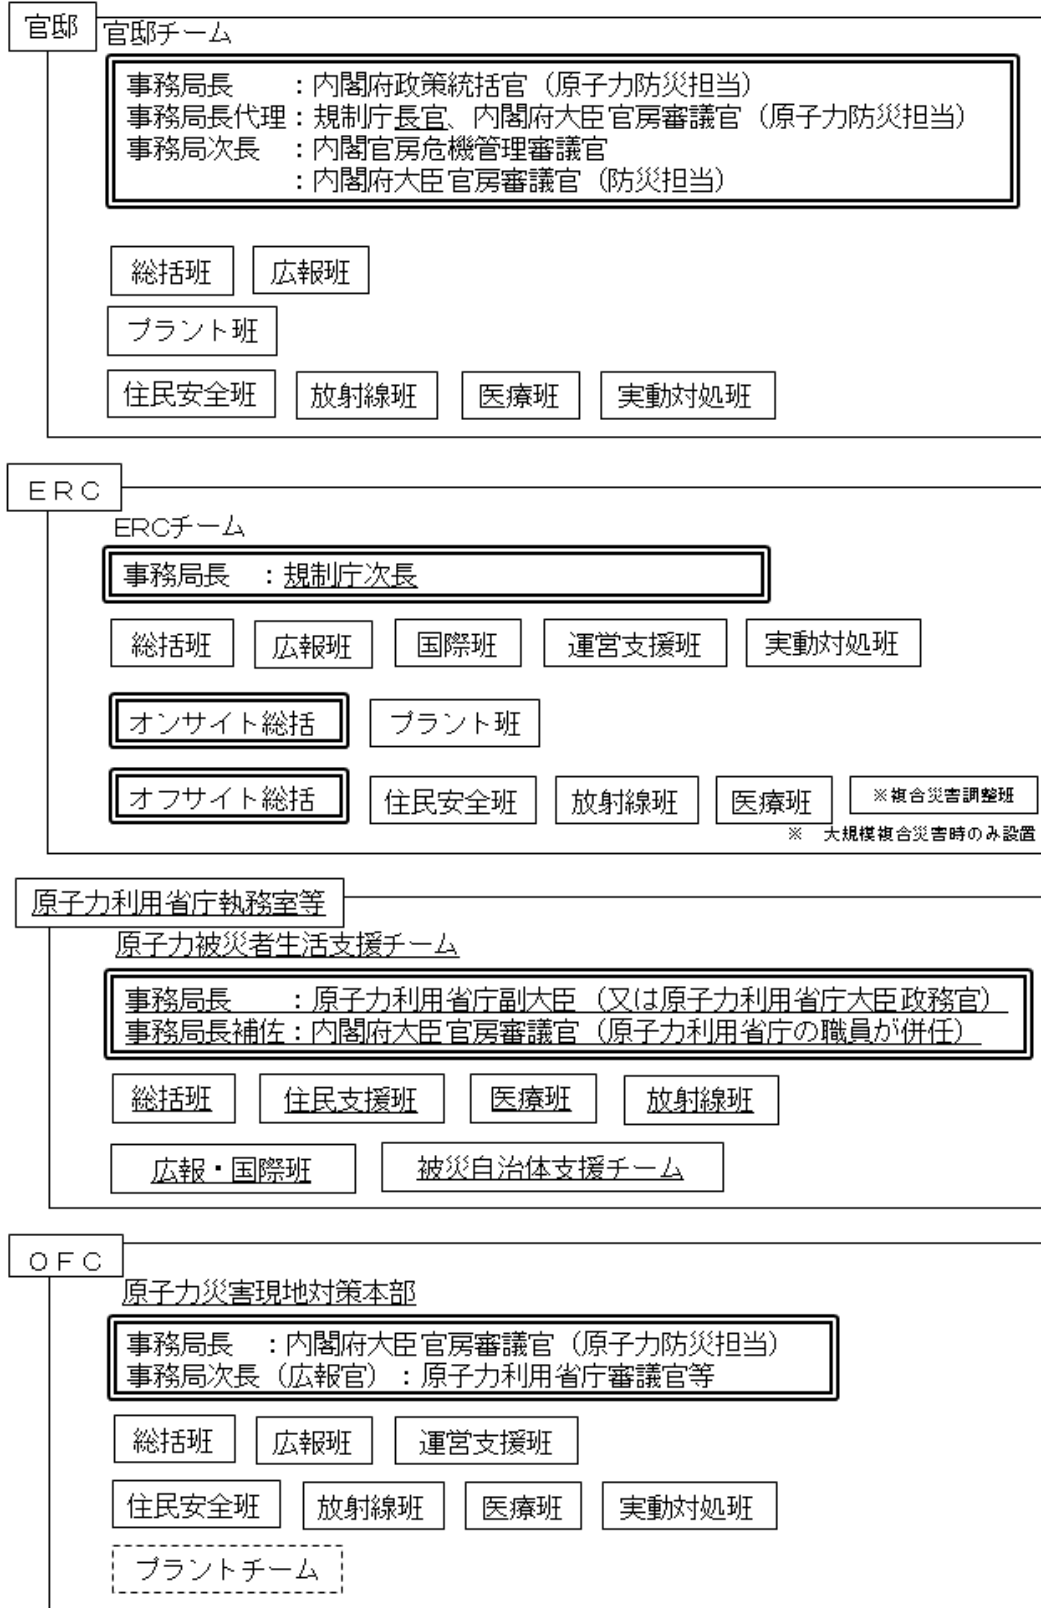 官邸
官邸チーム
事務局長　　：内閣府政策統括官（原子力防災担当）
事務局長代理：規制庁長官、内閣府大臣官房審議官（原子力防災担当）
事務局次長　：内閣官房危機管理審議官
：内閣府大臣官房審議官（防災担当）
総括班　広報班
プラント班
住民安全班　放射線班　医療班　実動対処班
ＥＲＣ
ERCチーム
事務局長　：規制庁次長
総括班　広報班　国際班　運営支援班　実動対処班
オンサイト総括　プラント班
オフサイト総括　住民安全班　放射線班　医療班　※複合災害調整班
※　大規模複合災害時のみ設置
原子力利用省庁執務室等
原子力被災者生活支援チーム
事務局長　　：原子力利用省庁副大臣（又は原子力利用省庁大臣政務官）
事務局長補佐：内閣府大臣官房審議官（原子力利用省庁の職員が併任）
総括班　住民支援班　医療班　放射線班
広報・国際班　被災自治体支援チーム
ＯＦＣ
原子力災害現地対策本部
事務局長　：内閣府大臣官房審議官（原子力防災担当）
事務局次長（広報官）：原子力利用省庁審議官等
総括班　広報班　運営支援班
住民安全班　放射線班　医療班　実動対処班
プラントチーム